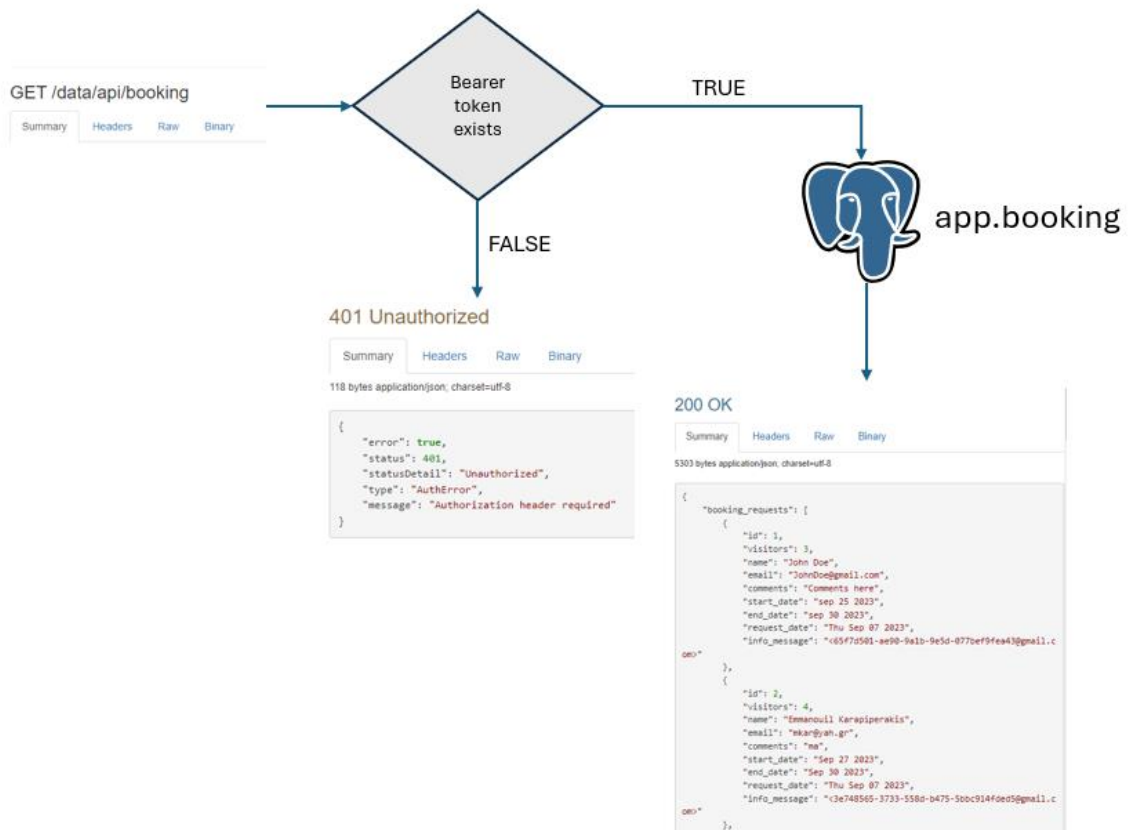 GET /data/api/booking
Summary Headers Raw Binary
Bearer
token
exists
TRUE
FALSE
app.booking
401 Unauthorized
Summary Headers Raw Binary
118 bytes application/json; charset=utf-8
{
"error": true,
"status": 401,
"statusDetail": "Unauthorized",
"type": "AuthError",
"message": "Authorization header required"
}
200 OK
Summary Headers Raw Binary
5303 bytes application/json; charset=utf-8
{
"booking_requests": [
{
"id": 1,
"visitors": 3,
"name": "John Doe",
"email": "JohnDoe@gmail.com",
"comments": "Comments here",
"start_date": "sep 25 2023",
"end_date": "sep 30 2023",
"request_date": "Thu Sep 07 2023",
"info_message": "<65f7d501-ae90-9a1b-9e5d-077bef9fea43@gmail.c
om>"
},
{
"id": 2,
"visitors": 4,
"name": "Emmanouil Karapiperakis",
"email": "mkar@yah.gr",
"comments": "ma",
"start_date": "Sep 27 2023",
"end_date": "Sep 30 2023",
"request_date": "Thu Sep 07 2023",
"info_message": "<3e748565-3733-558d-b475-5bbc914fded5@gmail.c
om>"
},